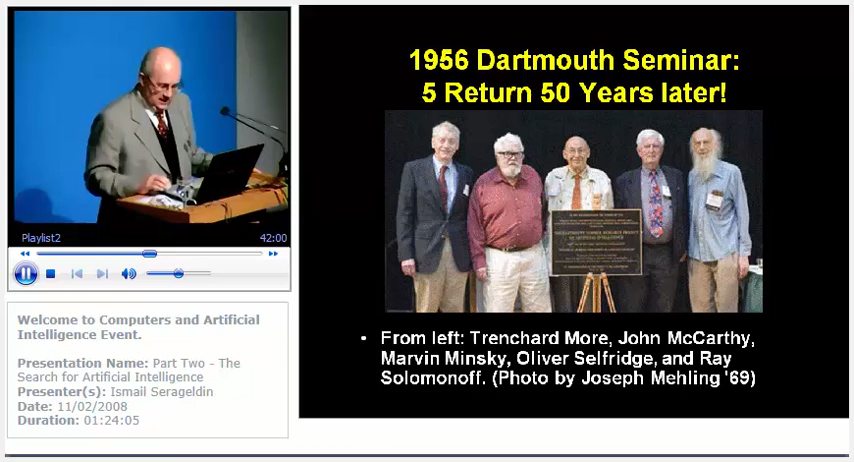 Playlist2
42:00
Welcome to Computers and Artificial
Intelligence Event.
Presentation Name: Part Two - The
Search for Artificial Intelligence
Presenter(s): Ismail Serageldin
Date: 11/02/2008
Duration: 01:24:05
1956 Dartmouth Seminar:
5 Return 50 Years later!
• From left: Trenchard More, John McCarthy,
Marvin Minsky, Oliver Selfridge, and Ray
Solomonoff. (Photo by Joseph Mehling '69)